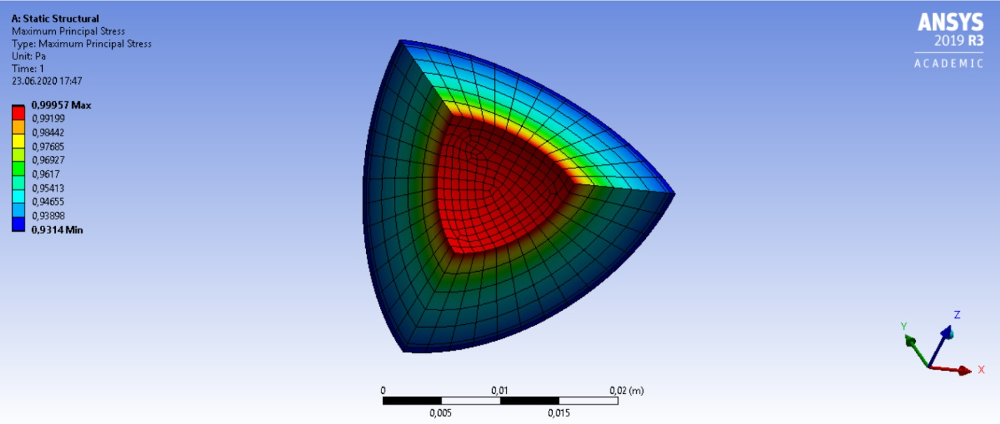 A: Static Structural
Maximum Principal Stress
Type: Maximum Principal Stress
Unit: Pa
Time: 1
23.06.2020 17:47
0,99957 Max
0,99199
0,98442
0,97685
0,96927
0,9617
0,95413
0,94655
0,93898
0,9314 Min
ANSYS
2019 R3
ACADEMIC
0
0,01
0,02 (m)
0,005
0,015
Y
Z
X